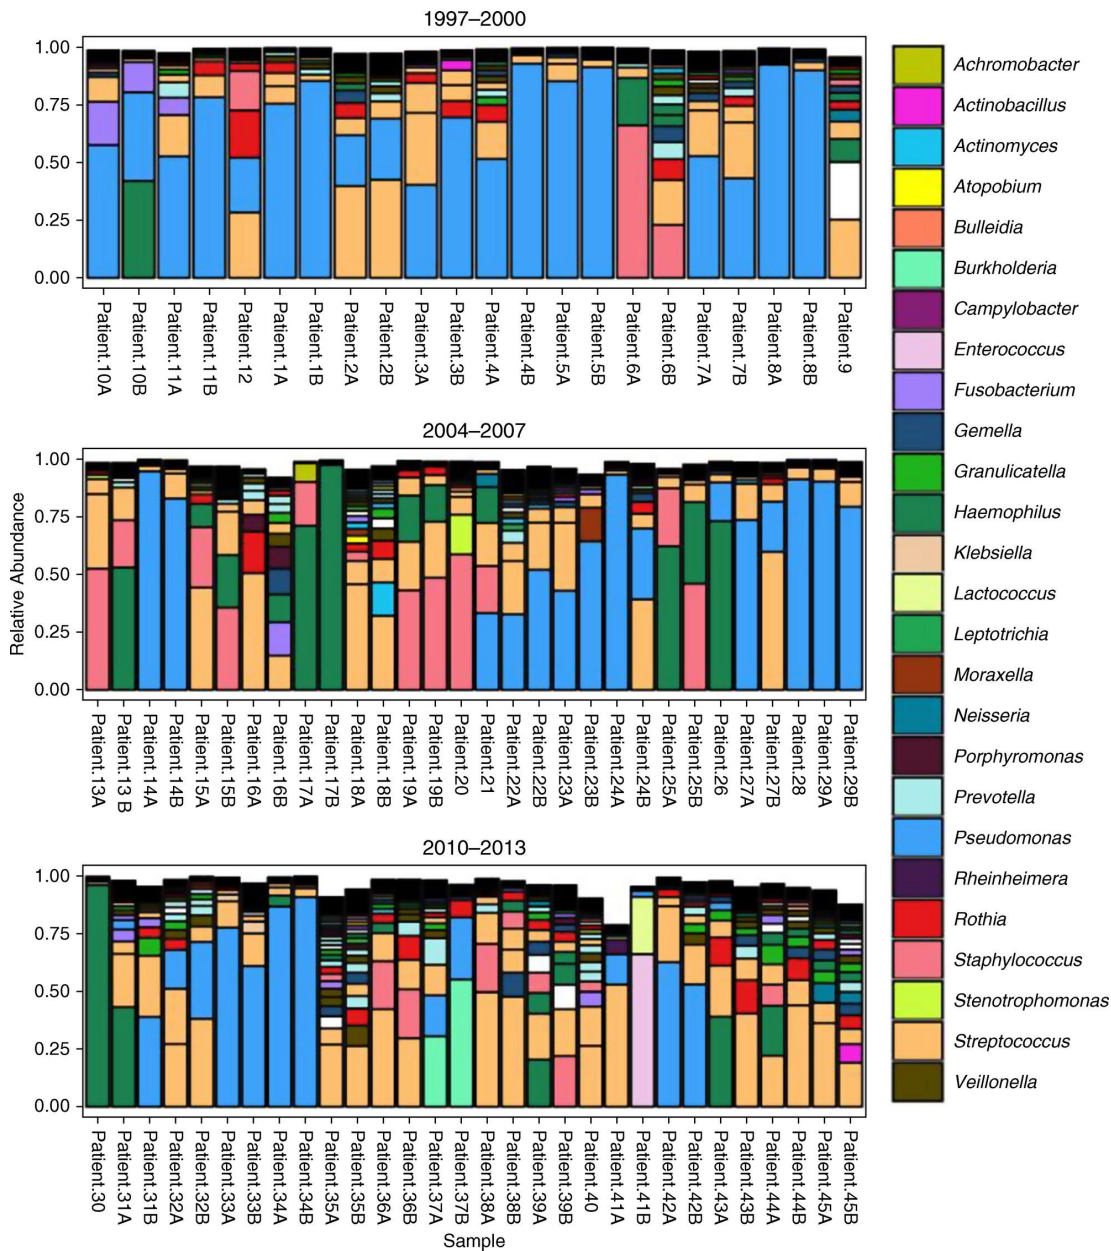 1997–2000
1.00
0.75
0.50
0.25
0.00
Patient.10A
Patient.10B
Patient.11A
Patient.11B
Patient.12
Patient.1A
Patient.1B
Patient.2A
Patient.2B
Patient.3A
Patient.3B
Patient.4A
Patient.4B
Patient.5A
Patient.5B
Patient.6A
Patient.6B
Patient.7A
Patient.7B
Patient.8A
Patient.8B
Patient.9
2004–2007
Relative Abundance
1.00
0.75
0.50
0.25
0.00
Patient.13A
Patient.13 B
Patient.14A
Patient.14B
Patient.15A
Patient.15B
Patient.16A
Patient.16B
Patient.17A
Patient.17B
Patient.18A
Patient.18B
Patient.19A
Patient.19B
Patient.20
Patient.21
Patient.22A
Patient.22B
Patient.23A
Patient.23B
Patient.24A
Patient.24B
Patient.25A
Patient.25B
Patient.26
Patient.27A
Patient.27B
Patient.28
Patient.29A
Patient.29B
2010–2013
1.00
0.75
0.50
0.25
0.00
Patient.30
Patient.31A
Patient.31B
Patient.32A
Patient.32B
Patient.33A
Patient.33B
Patient.34A
Patient.34B
Patient.35A
Patient.35B
Patient.36A
Patient.36B
Patient.37A
Patient.37B
Patient.38A
Patient.38B
Patient.39A
Patient.39B
Patient.40
Patient.41A
Patient.41B
Patient.42A
Patient.42B
Patient.43A
Patient.43B
Patient.44A
Patient.44B
Patient.45A
Patient.45B
Sample
Achromobacter
Actinobacillus
Actinomyces
Atopobium
Bulleidia
Burkholderia
Campylobacter
Enterococcus
Fusobacterium
Gemella
Granulicatella
Haemophilus
Klebsiella
Lactococcus
Leptotrichia
Moraxella
Neisseria
Porphyromonas
Prevotella
Pseudomonas
Rheinheimera
Rothia
Staphylococcus
Stenotrophomonas
Streptococcus
Veillonella